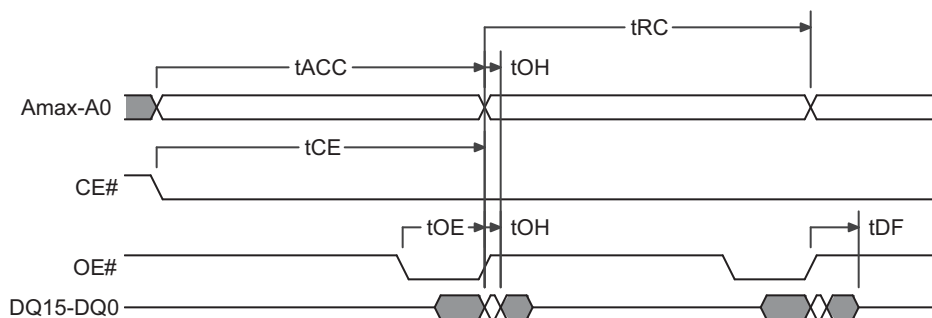 tRC
tACC
tOH
Amax-A0
tCE
CE#
tOE
tOH
tDF
OE#
DQ15-DQ0